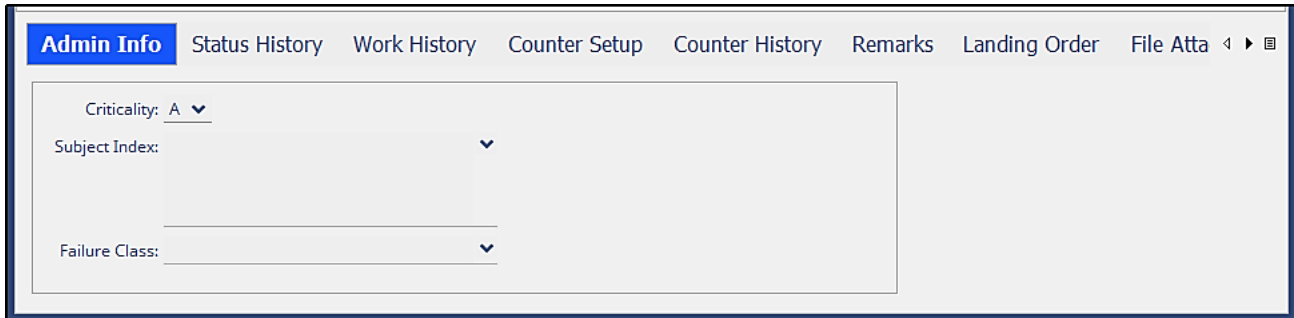 Admin Info Status History Work History Counter Setup Counter History Remarks Landing Order File Atta
Criticality: A
Subject Index:
Failure Class: